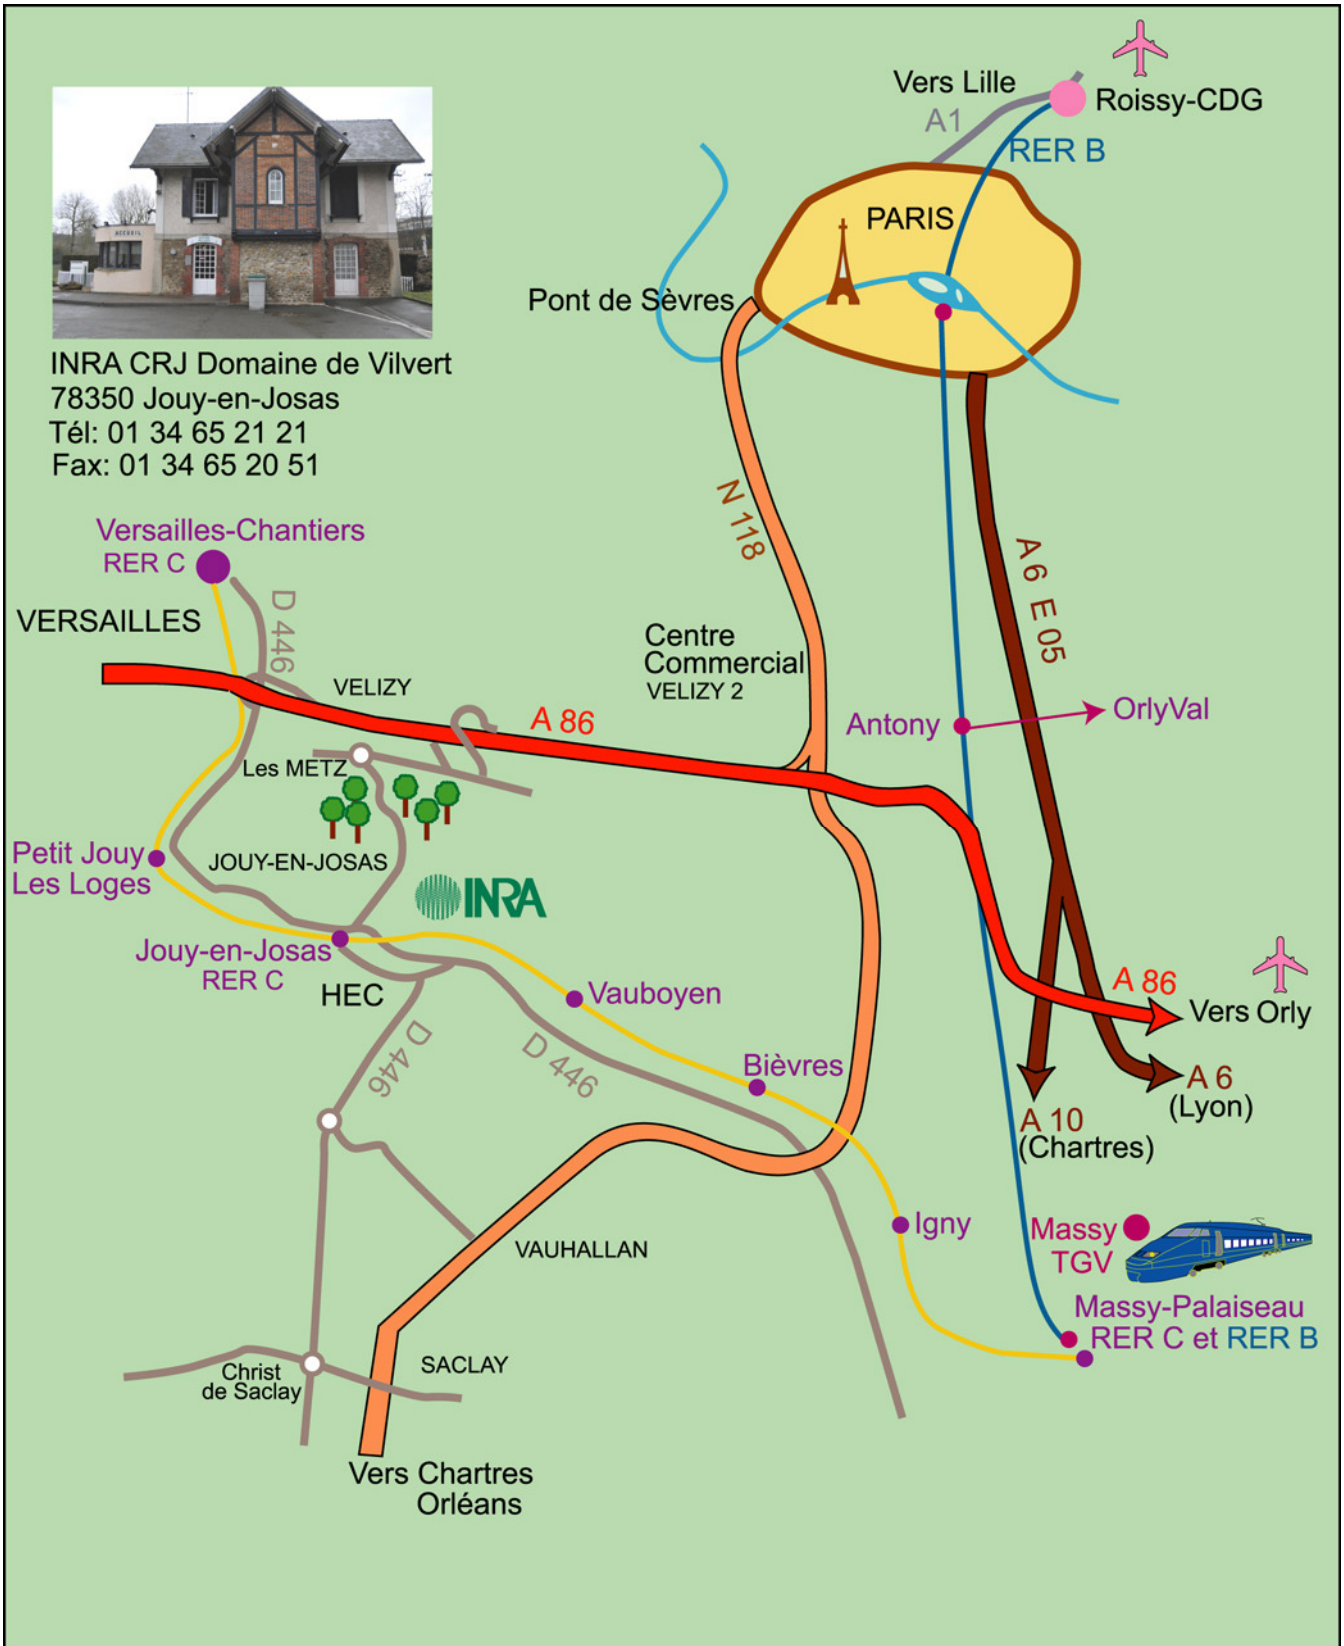 Vers Lille
Roissy-CDG
A1
RER B
PARIS
Pont de Sèvres
ACCUEIL
INRA CRJ Domaine de Vilvert
78350 Jouy-en-Josas
Tél: 01 34 65 21 21
Fax: 01 34 65 20 51
N 118
A 6 E 05
Versailles-Chantiers
RER C
D 446
VERSAILLES
Centre
Commercial
VELIZY 2
VELIZY
A 86
Antony
OrlyVal
Les METZ
Petit Jouy
Les Loges
JOUY-EN-JOSAS
INRA
Jouy-en-Josas
RER C
HEC
Vauboyen
A 86
Vers Orly
D 446
D 446
Bièvres
A 6
(Lyon)
A 10
(Chartres)
Igny
Massy
TGV
VAUHALLAN
Massy-Palaiseau
RER C et RER B
Christ
de Saclay
SACLAY
Vers Chartres
Orléans